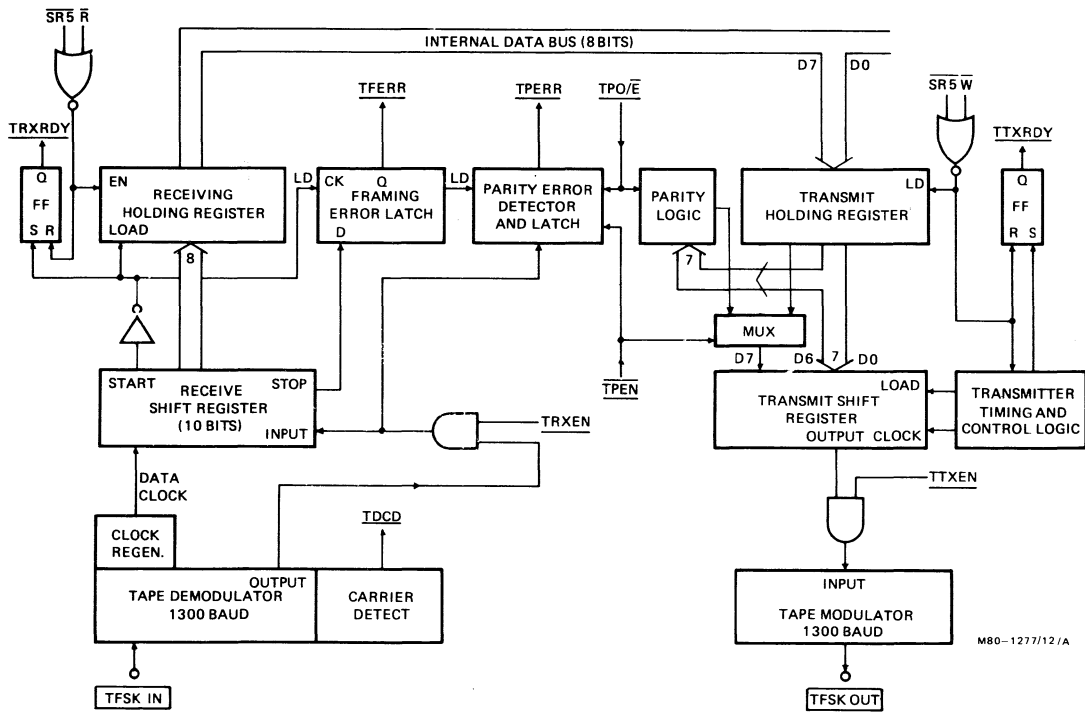 SR5 R
INTERNAL DATA BUS (8 BITS)
D7
D0
TFERR
TPERR
TPO/E
SR5 W
TRXRDY
TTXRDY
Q
FF
S R
EN
RECEIVING
HOLDING REGISTER
LOAD
LD
CK
Q
FRAMING
ERROR LATCH
D
LD
PARITY ERROR
DETECTOR
AND LATCH
PARITY
LOGIC
LD
TRANSMIT
HOLDING REGISTER
Q
FF
R S
8
7
MUX
D7
D6
7
D0
TPEN
START
RECEIVE
SHIFT REGISTER
(10 BITS)
STOP
INPUT
TRXEN
LOAD
TRANSMIT SHIFT
REGISTER
OUTPUT CLOCK
TRANSMITTER
TIMING AND
CONTROL LOGIC
DATA
CLOCK
TDCD
TTXEN
CLOCK
REGEN.
OUTPUT
TAPE DEMODULATOR
1300 BAUD
CARRIER
DETECT
INPUT
TAPE MODULATOR
1300 BAUD
M80-1277/12/A
TFSK IN
TFSK OUT